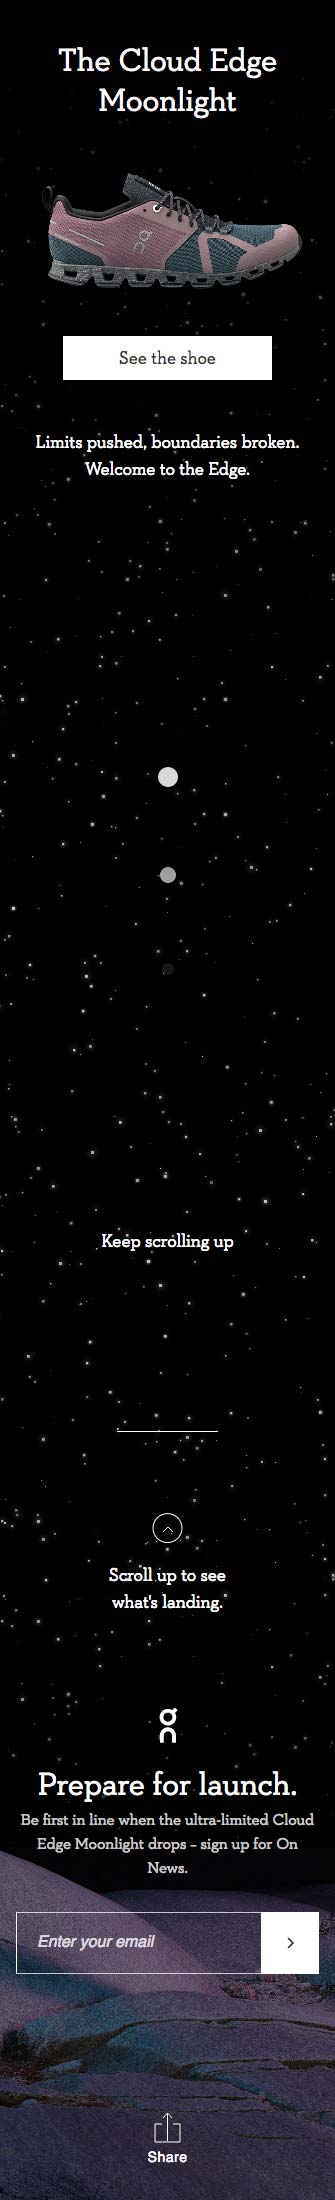 The Cloud Edge
Moonlight
See the shoe
Limits pushed, boundaries broken.
Welcome to the Edge.
Keep scrolling up
Scroll up to see
what's landing.
Prepare for launch.
Be first in line when the ultra-limited Cloud
Edge Moonlight drops – sign up for On
News.
Enter your email
Share